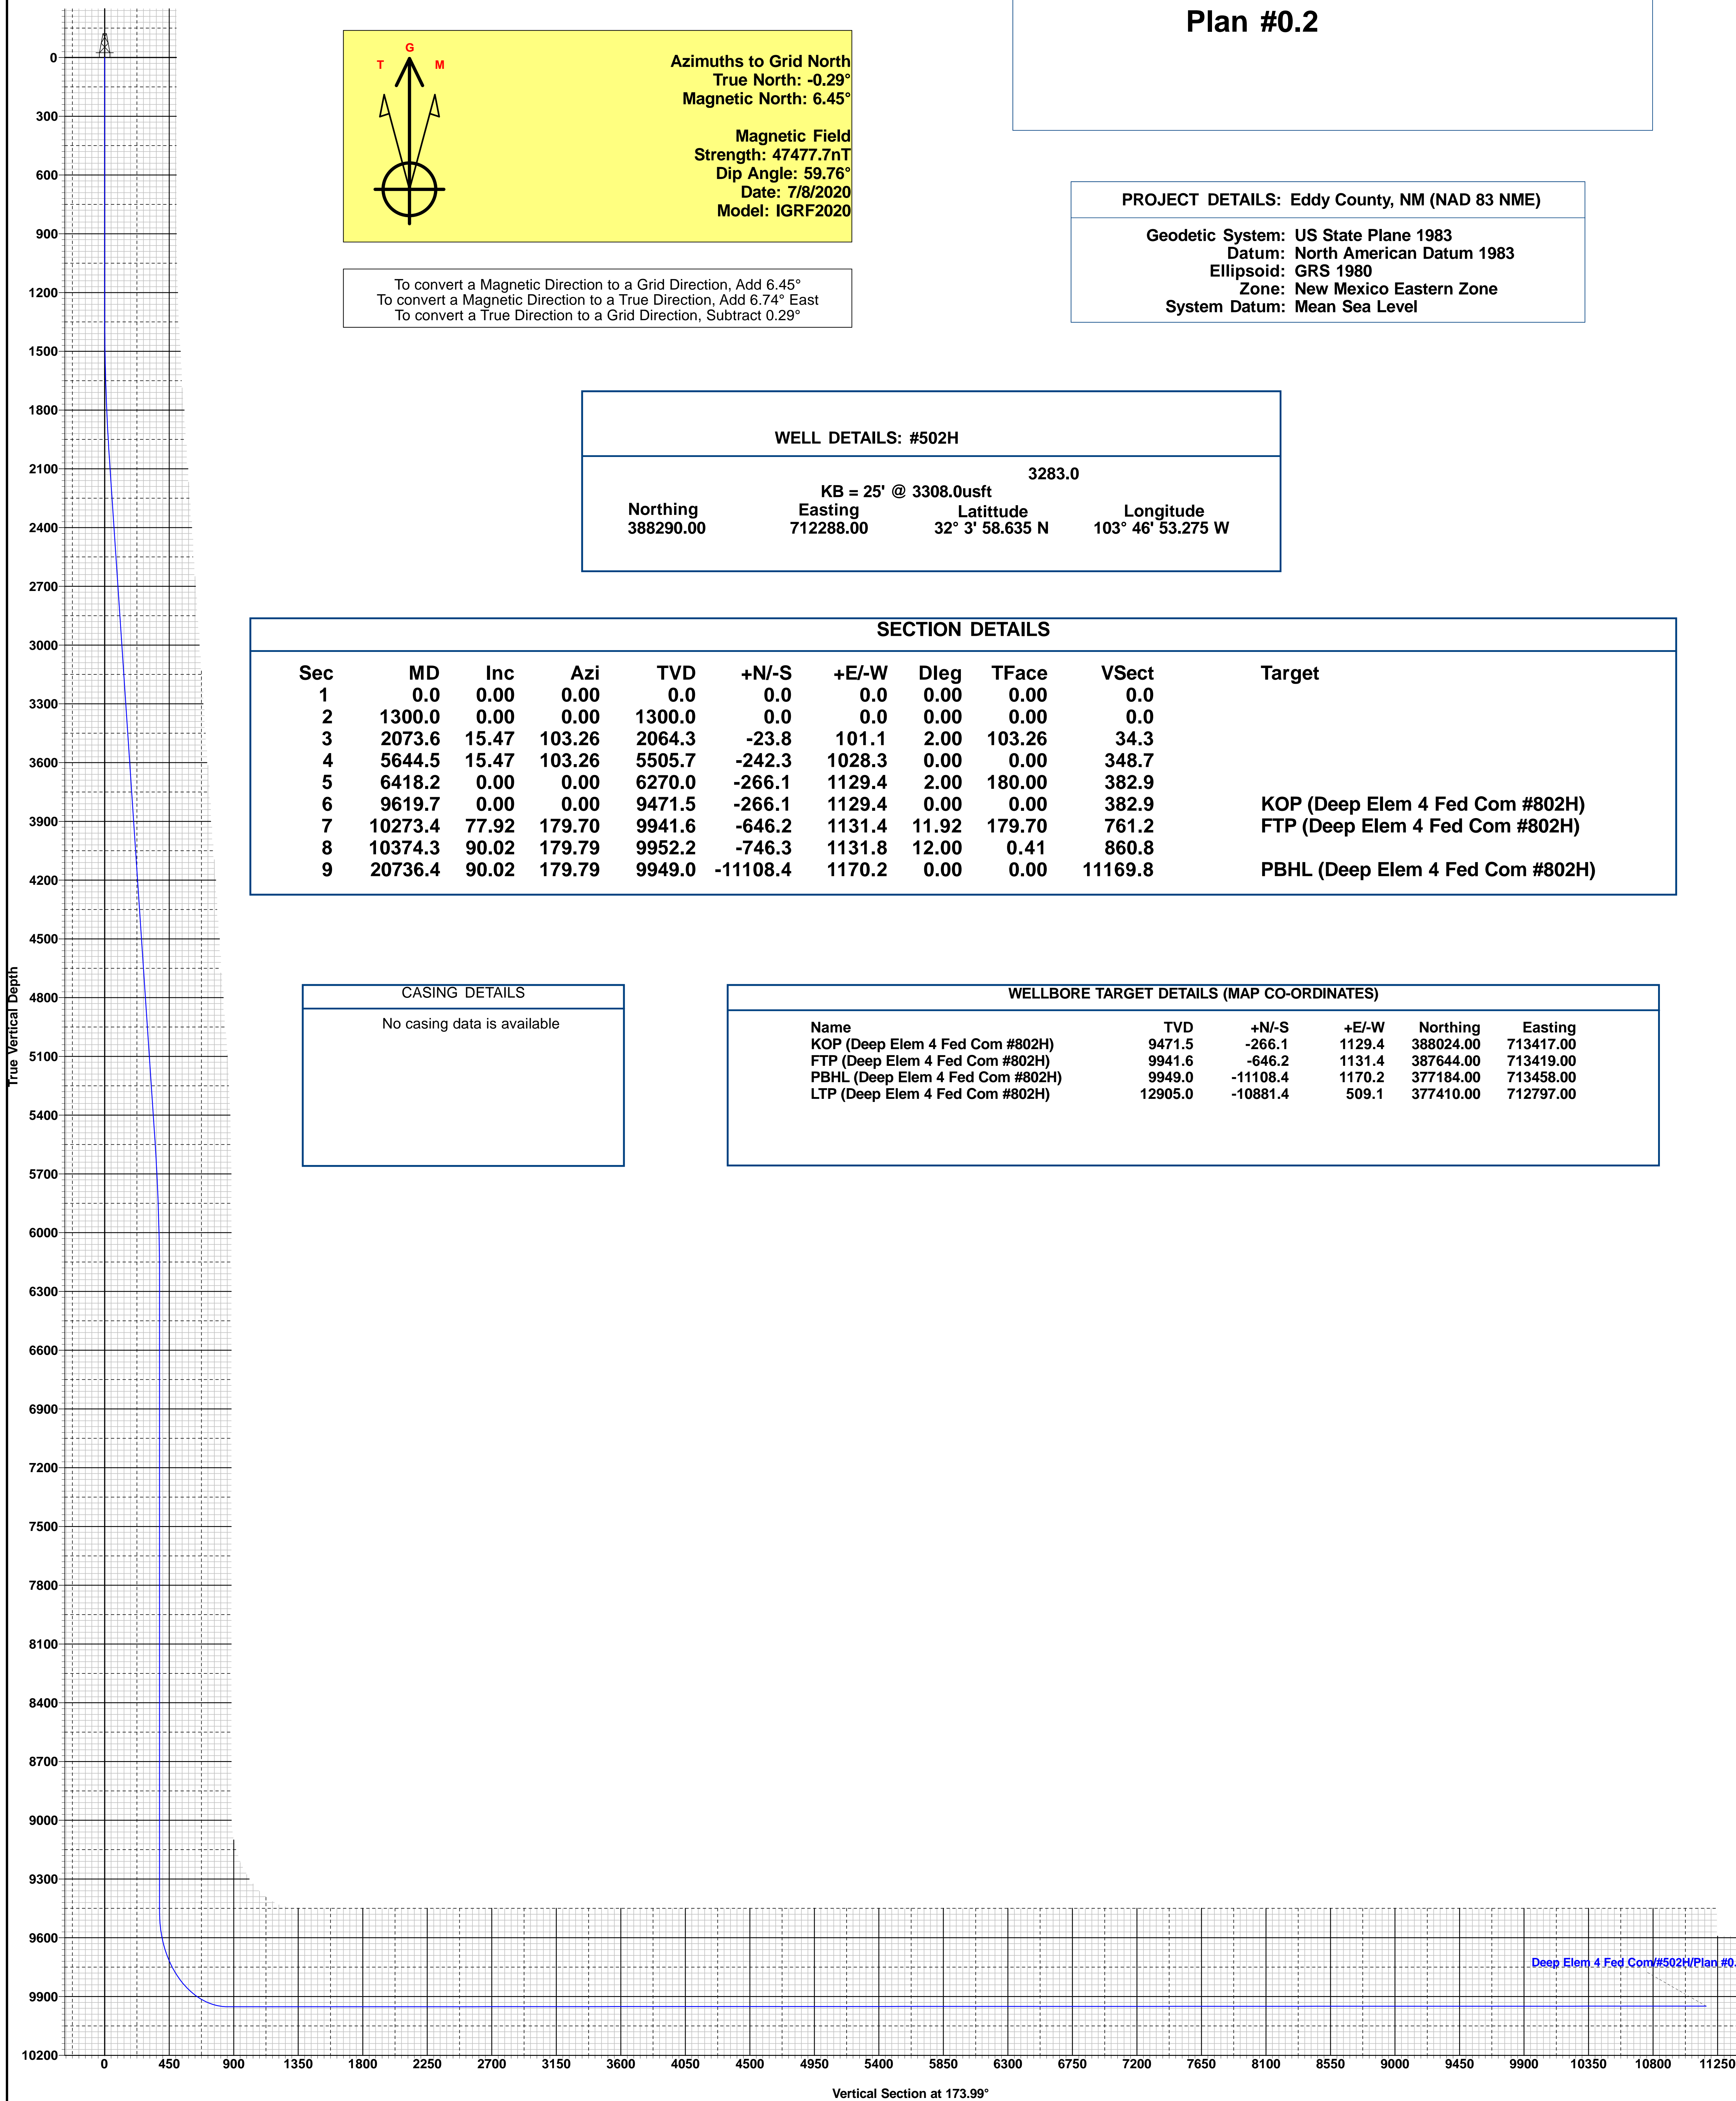 Plan #0.2
G
T M
Azimuths to Grid North
True North: -0.29°
Magnetic North: 6.45°
Magnetic Field
Strength: 47477.7nT
Dip Angle: 59.76°
Date: 7/8/2020
Model: IGRF2020
To convert a Magnetic Direction to a Grid Direction, Add 6.45°
To convert a Magnetic Direction to a True Direction, Add 6.74° East
To convert a True Direction to a Grid Direction, Subtract 0.29°
PROJECT DETAILS: Eddy County, NM (NAD 83 NME)
Geodetic System: US State Plane 1983
Datum: North American Datum 1983
Ellipsoid: GRS 1980
Zone: New Mexico Eastern Zone
System Datum: Mean Sea Level
WELL DETAILS: #502H
3283.0
KB = 25' @ 3308.0usft
Northing Easting Latittude Longitude
388290.00 712288.00 32° 3' 58.635 N 103° 46' 53.275 W
SECTION DETAILS
Sec MD Inc Azi TVD +N/-S +E/-W Dleg TFace VSect Target
1 0.0 0.00 0.00 0.0 0.0 0.0 0.00 0.00 0.0
2 1300.0 0.00 0.00 1300.0 0.0 0.0 0.00 0.00 0.0
3 2073.6 15.47 103.26 2064.3 -23.8 101.1 2.00 103.26 34.3
4 5644.5 15.47 103.26 5505.7 -242.3 1028.3 0.00 0.00 348.7
5 6418.2 0.00 0.00 6270.0 -266.1 1129.4 2.00 180.00 382.9
6 9619.7 0.00 0.00 9471.5 -266.1 1129.4 0.00 0.00 382.9 KOP (Deep Elem 4 Fed Com #802H)
7 10273.4 77.92 179.70 9941.6 -646.2 1131.4 11.92 179.70 761.2 FTP (Deep Elem 4 Fed Com #802H)
8 10374.3 90.02 179.79 9952.2 -746.3 1131.8 12.00 0.41 860.8
9 20736.4 90.02 179.79 9949.0 -11108.4 1170.2 0.00 0.00 11169.8 PBHL (Deep Elem 4 Fed Com #802H)
CASING DETAILS
No casing data is available
WELLBORE TARGET DETAILS (MAP CO-ORDINATES)
Name TVD +N/-S +E/-W Northing Easting
KOP (Deep Elem 4 Fed Com #802H) 9471.5 -266.1 1129.4 388024.00 713417.00
FTP (Deep Elem 4 Fed Com #802H) 9941.6 -646.2 1131.4 387644.00 713419.00
PBHL (Deep Elem 4 Fed Com #802H) 9949.0 -11108.4 1170.2 377184.00 713458.00
LTP (Deep Elem 4 Fed Com #802H) 12905.0 -10881.4 509.1 377410.00 712797.00
True Vertical Depth
0
300
600
900
1200
1500
1800
2100
2400
2700
3000
3300
3600
3900
4200
4500
4800
5100
5400
5700
6000
6300
6600
6900
7200
7500
7800
8100
8400
8700
9000
9300
9600
9900
10200
Deep Elem 4 Fed Com/#502H/Plan #0.
0 450 900 1350 1800 2250 2700 3150 3600 4050 4500 4950 5400 5850 6300 6750 7200 7650 8100 8550 9000 9450 9900 10350 10800 11250
Vertical Section at 173.99°